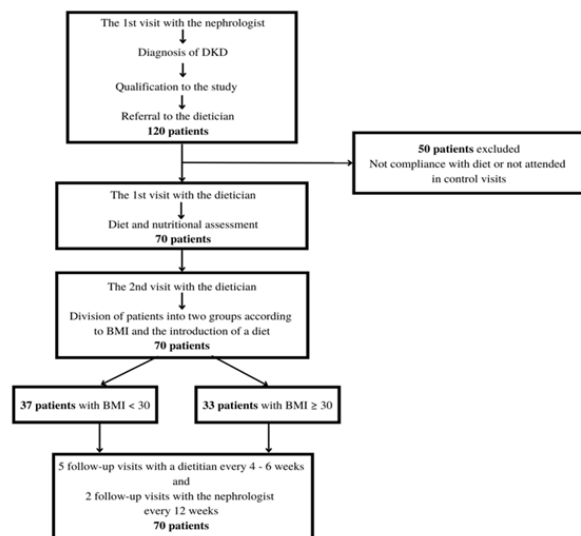 The 1st visit with the nephrologist
Diagnosis of DKD
Qualification to the study
Referral to the dietician
120 patients
50 patients excluded
Not compliance with diet or not attended
in control visits
The 1st visit with the dietician
Diet and nutritional assessment
70 patients
The 2nd visit with the dietician
Division of patients into two groups according
to BMI and the introduction of a diet
70 patients
37 patients with BMI < 30
33 patients with BMI ≥ 30
5 follow-up visits with a dietitian every 4 - 6 weeks
and
2 follow-up visits with the nephrologist
every 12 weeks
70 patients